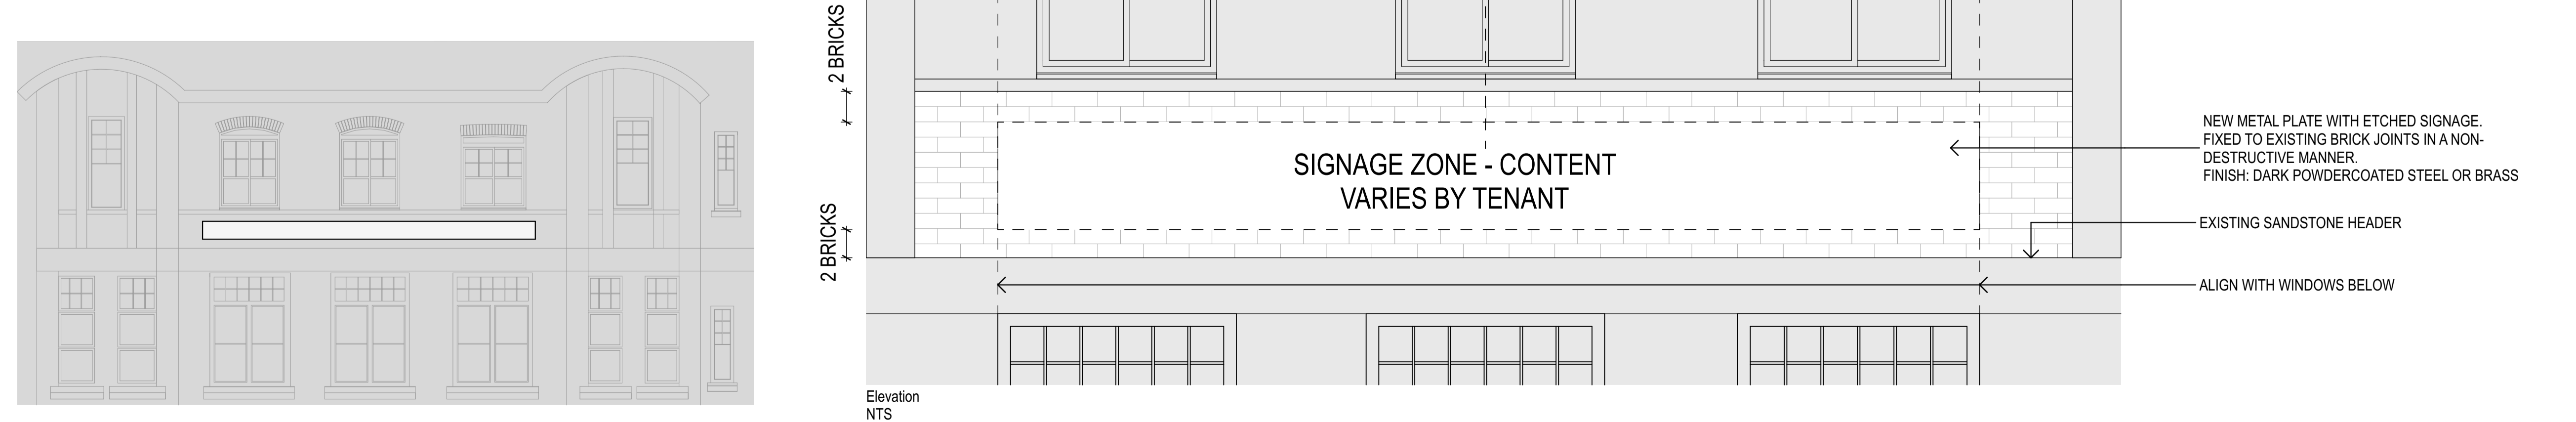 2 BRICKS
2 BRICKS
SIGNAGE ZONE - CONTENT
VARIES BY TENANT
NEW METAL PLATE WITH ETCHED SIGNAGE.
FIXED TO EXISTING BRICK JOINTS IN A NON-
DESTRUCTIVE MANNER.
FINISH: DARK POWDERCOATED STEEL OR BRASS
EXISTING SANDSTONE HEADER
ALIGN WITH WINDOWS BELOW
Elevation
NTS